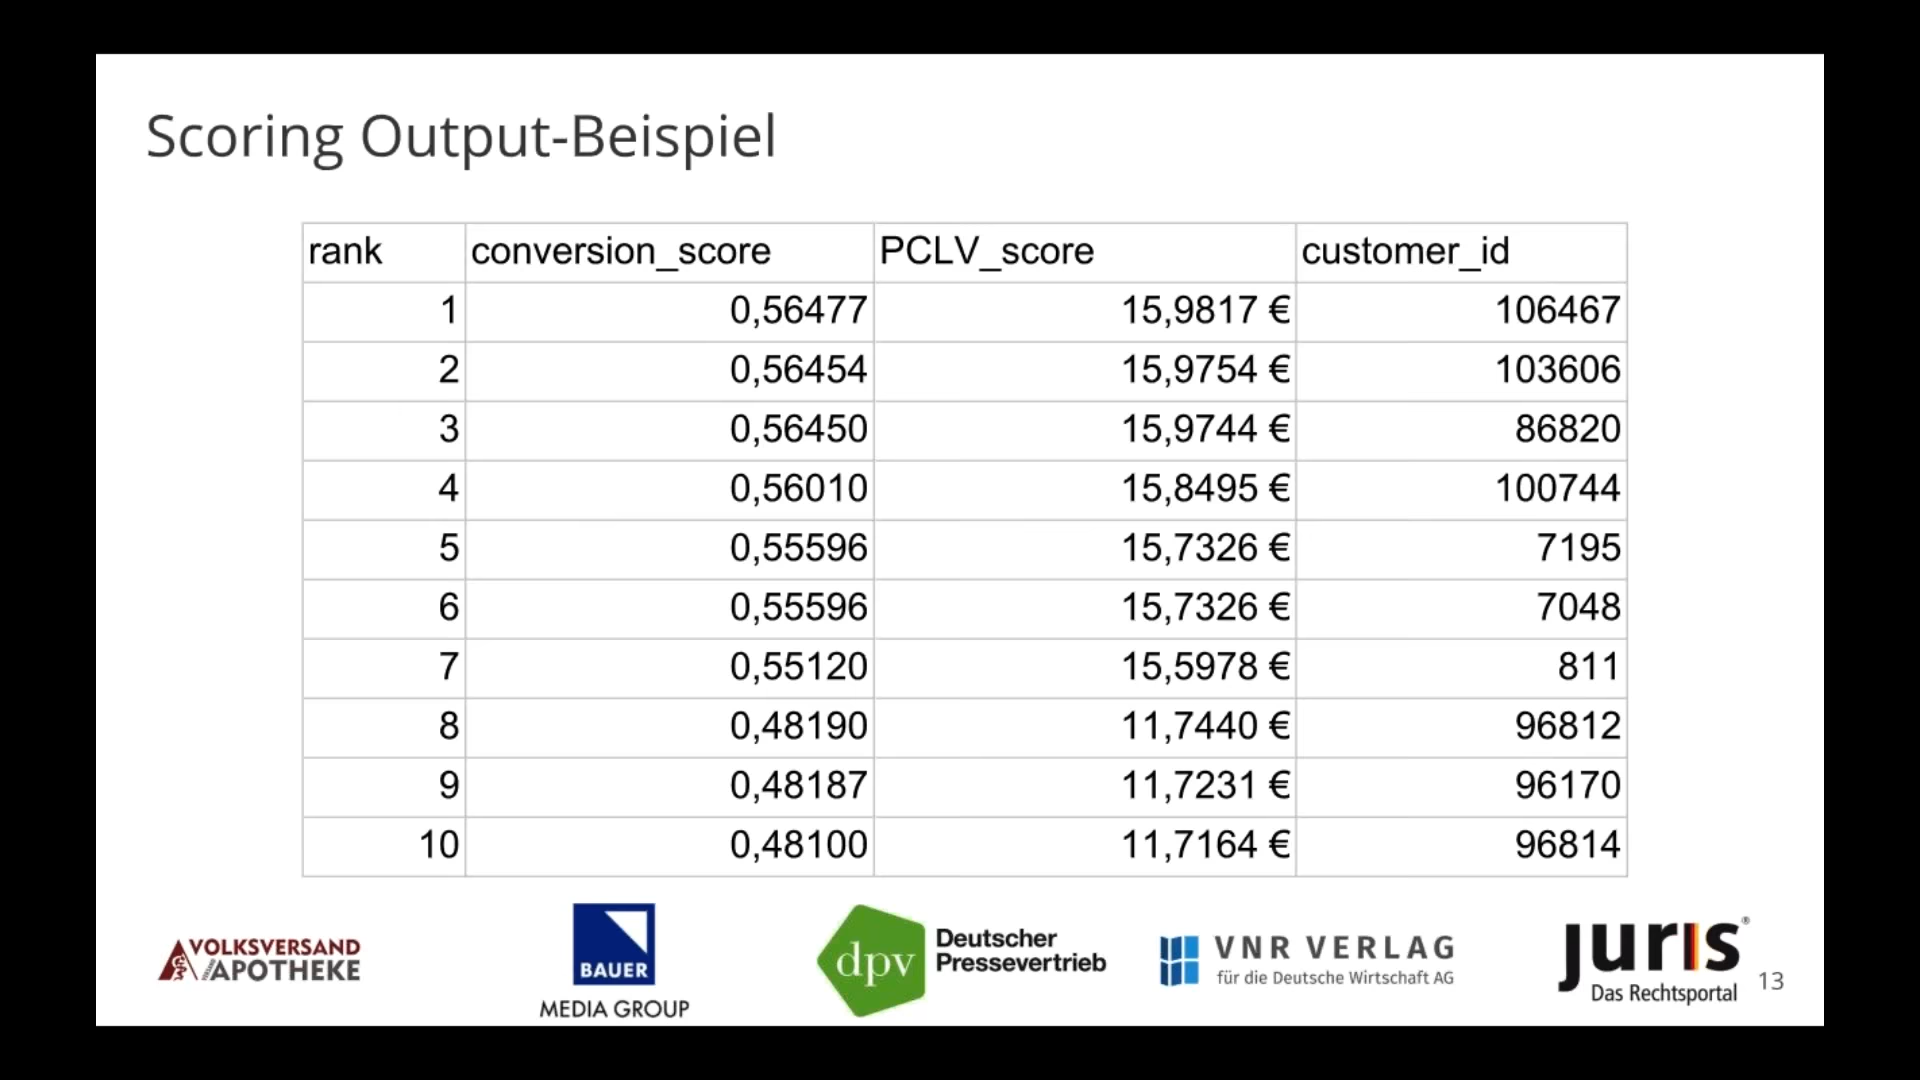 Scoring Output-Beispiel
rank conversion_score PCLV_score customer_id
1 0,56477 15,9817 € 106467
2 0,56454 15,9754 € 103606
3 0,56450 15,9744 € 86820
4 0,56010 15,8495 € 100744
5 0,55596 15,7326 € 7195
6 0,55596 15,7326 € 7048
7 0,55120 15,5978 € 811
8 0,48190 11,7440 € 96812
9 0,48187 11,7231 € 96170
10 0,48100 11,7164 € 96814
VOLKSVERSAND
APOTHEKE
BAUER
MEDIA GROUP
dpv
Deutscher
Pressevertrieb
VNR VERLAG
für die Deutsche Wirtschaft AG
juris®
Das Rechtsportal
13